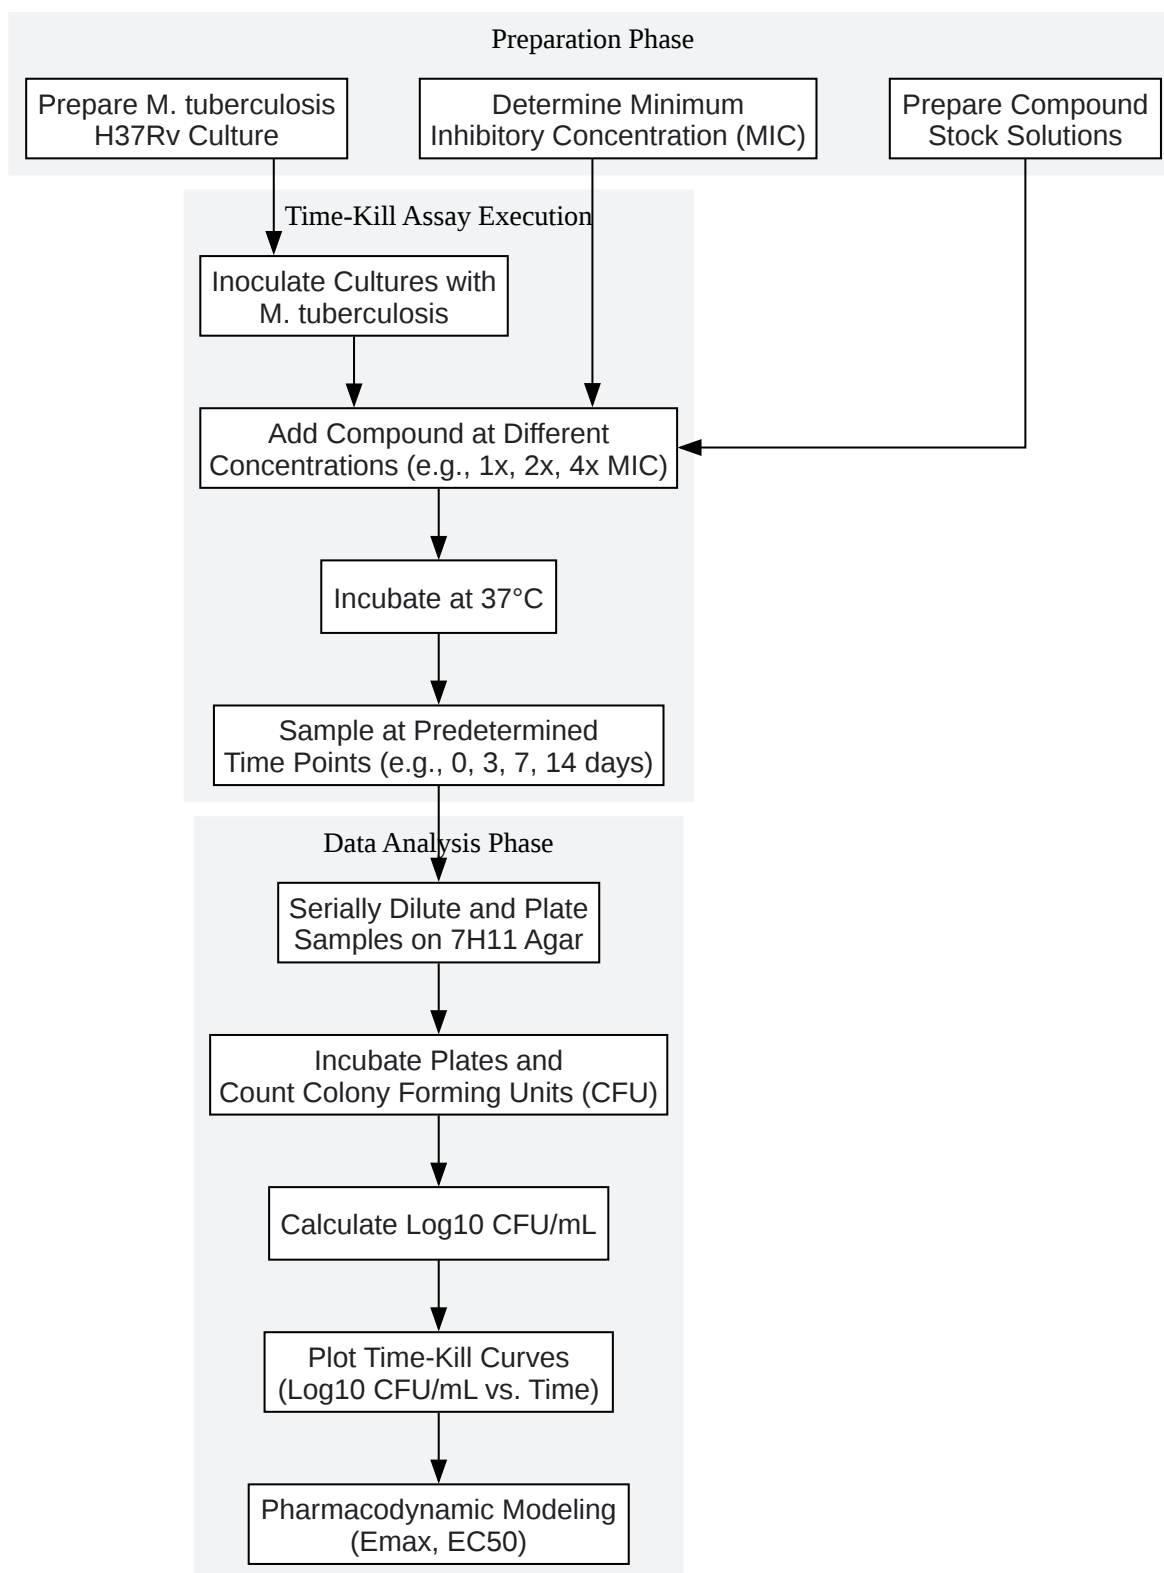 Preparation Phase
Prepare M. tuberculosis
H37Rv Culture
Determine Minimum
Inhibitory Concentration (MIC)
Prepare Compound
Stock Solutions
Time-Kill Assay Execution
Inoculate Cultures with
M. tuberculosis
Add Compound at Different
Concentrations (e.g., 1x, 2x, 4x MIC)
Incubate at 37°C
Sample at Predetermined
Time Points (e.g., 0, 3, 7, 14 days)
Data Analysis Phase
Serially Dilute and Plate
Samples on 7H11 Agar
Incubate Plates and
Count Colony Forming Units (CFU)
Calculate Log10 CFU/mL
Plot Time-Kill Curves
(Log10 CFU/mL vs. Time)
Pharmacodynamic Modeling
(Emax, EC50)